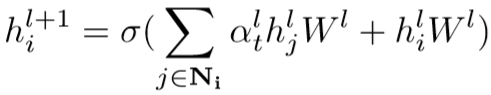 h_i^{l+1} = \sigma(\sum_{j \in \mathbf{N_i}} \alpha_t^l h_j^l W^l + h_i^l W^l)